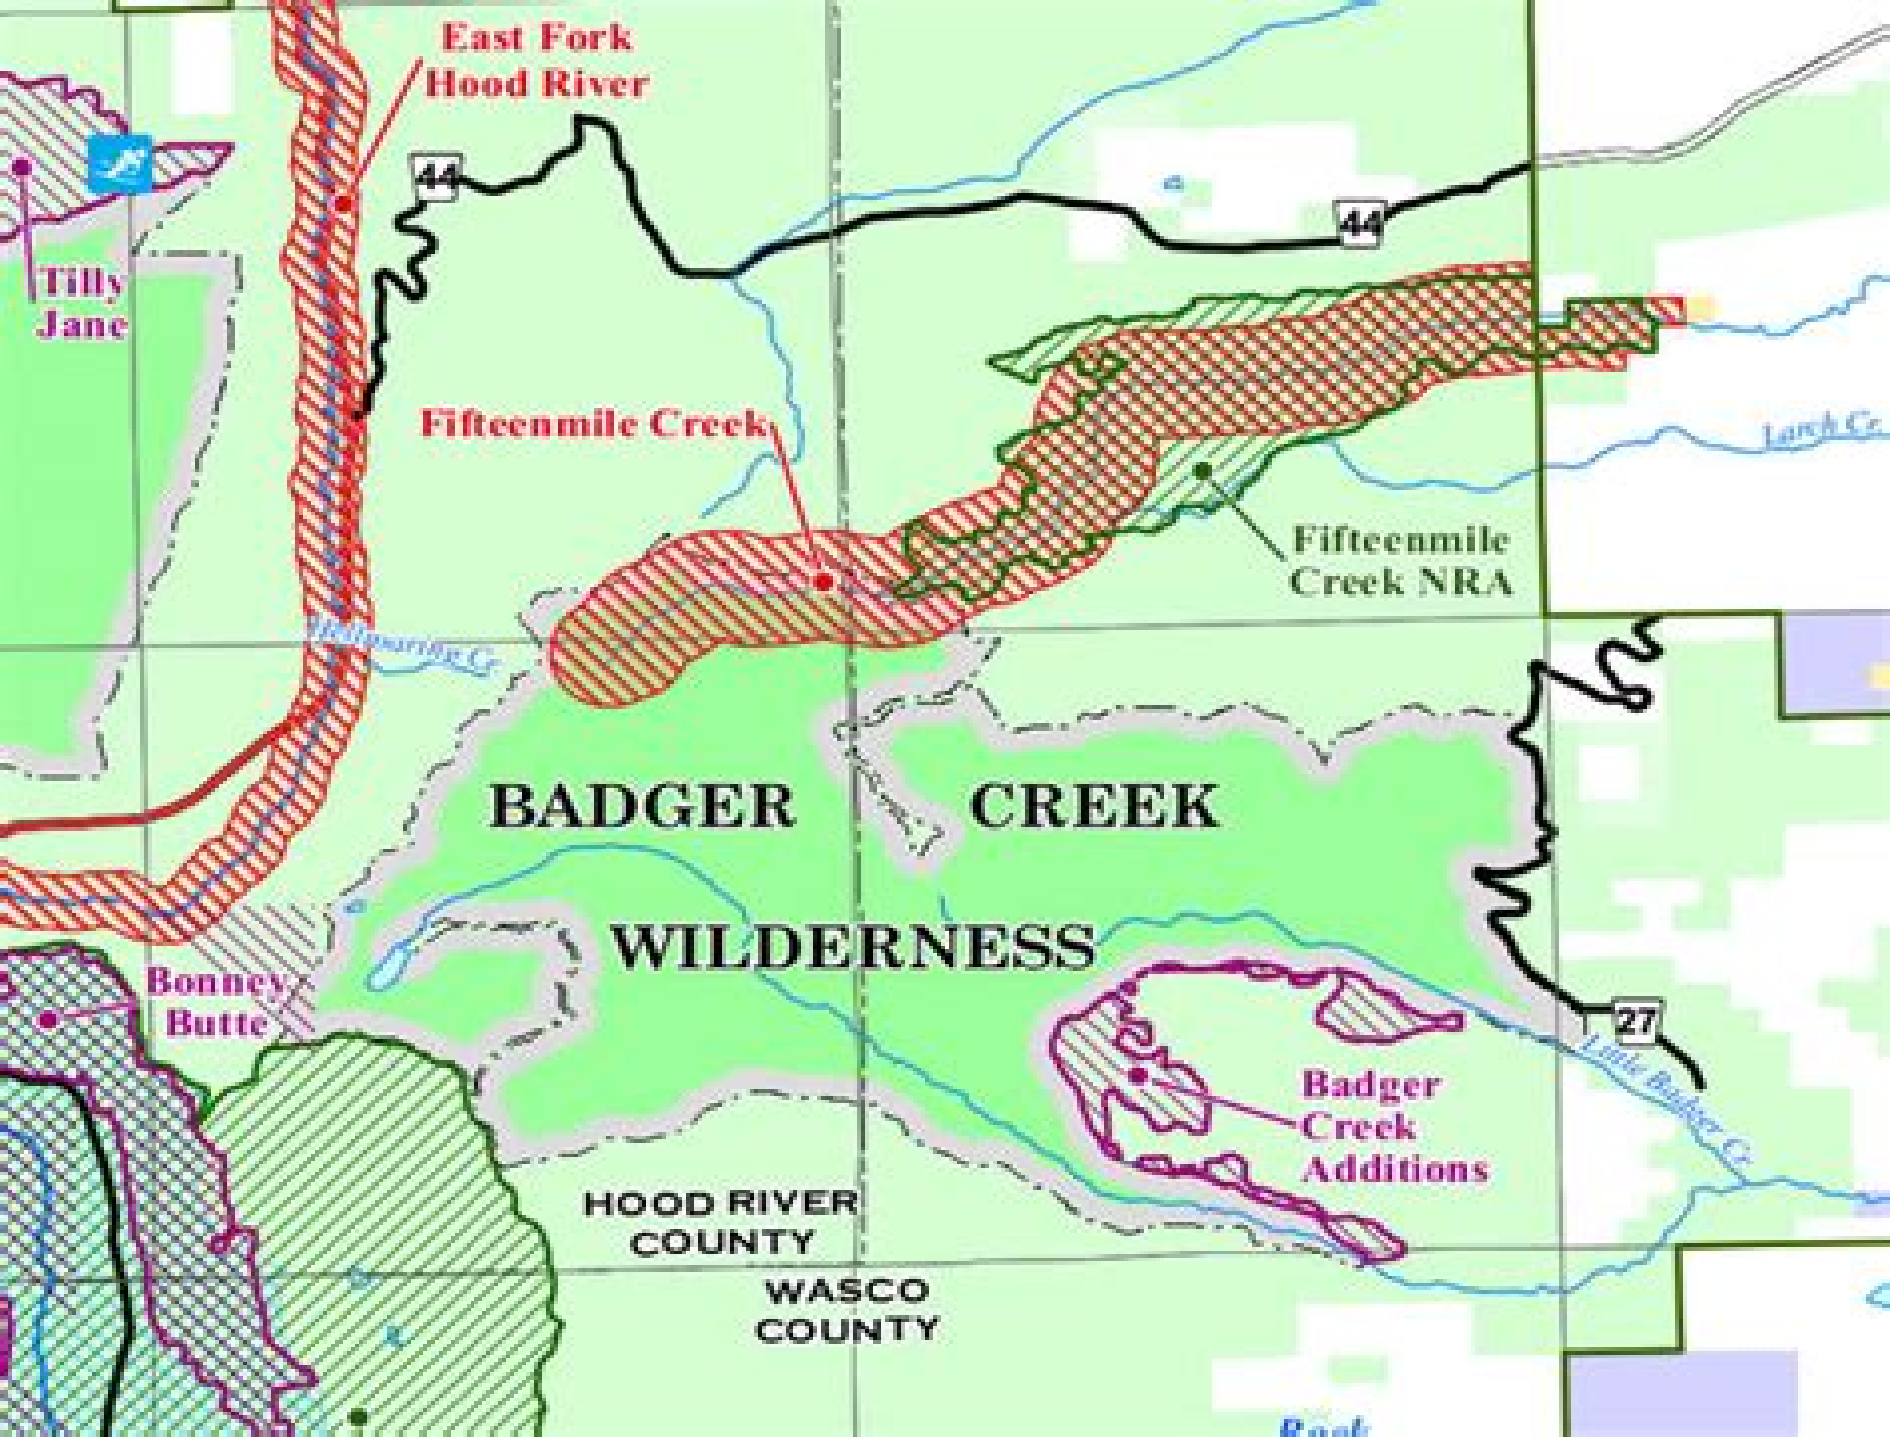 East Fork
Hood River
44
44
Tilly
Jane
Fifteenmile Creek
Larch Cr.
Fifteenmile
Creek NRA
BADGER CREEK
WILDERNESS
Bonney
Butte
27
Little Badger Cr.
Badger
Creek
Additions
HOOD RIVER
COUNTY
WASCO
COUNTY
Rock